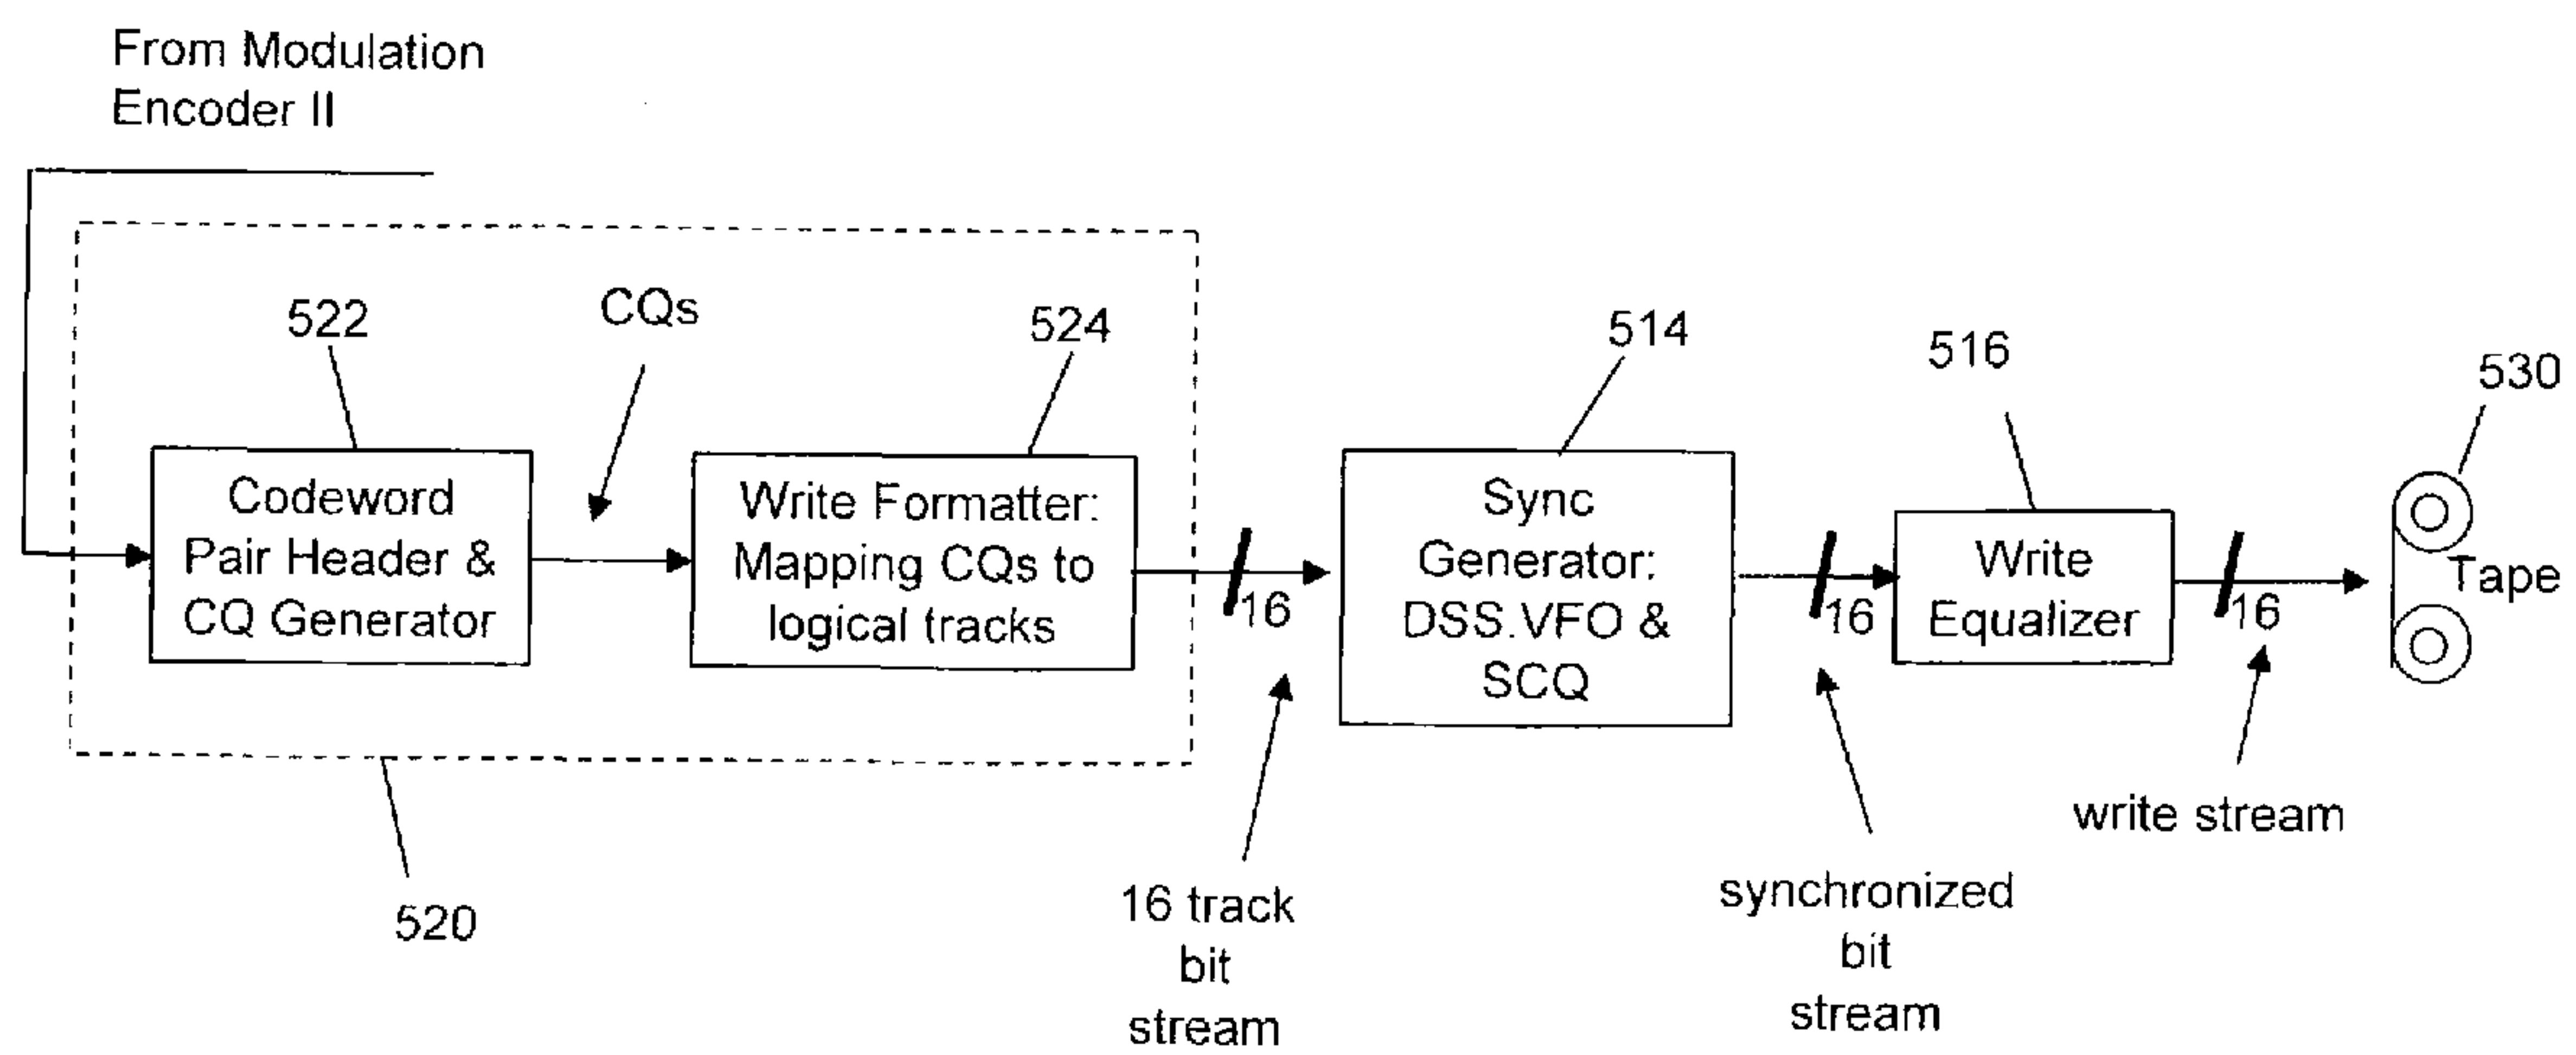 From Modulation
Encoder II
522
CQs
524
514
516
530
Codeword
Pair Header &
CQ Generator
Write Formatter:
Mapping CQs to
logical tracks
16
Sync
Generator:
DSS.VFO &
SCQ
16
Write
Equalizer
16
Tape
520
16 track
bit
stream
synchronized
bit
stream
write stream